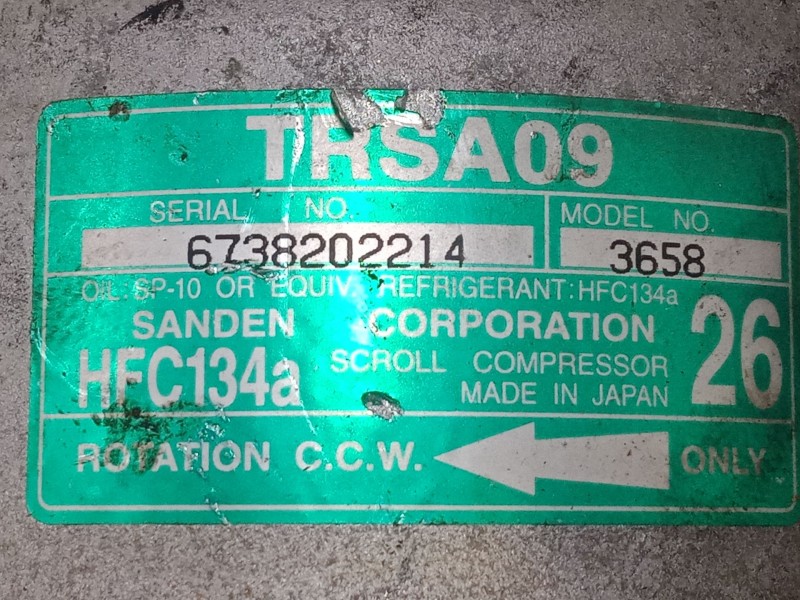 TRSA09
SERIAL NO. MODEL NO.
6738202214 3658
OIL: SP-10 OR EQUIV. REFRIGERANT:HFC134a
SANDEN CORPORATION 26
HFC134a SCROLL COMPRESSOR
MADE IN JAPAN
ROTATION C.C.W. ONLY